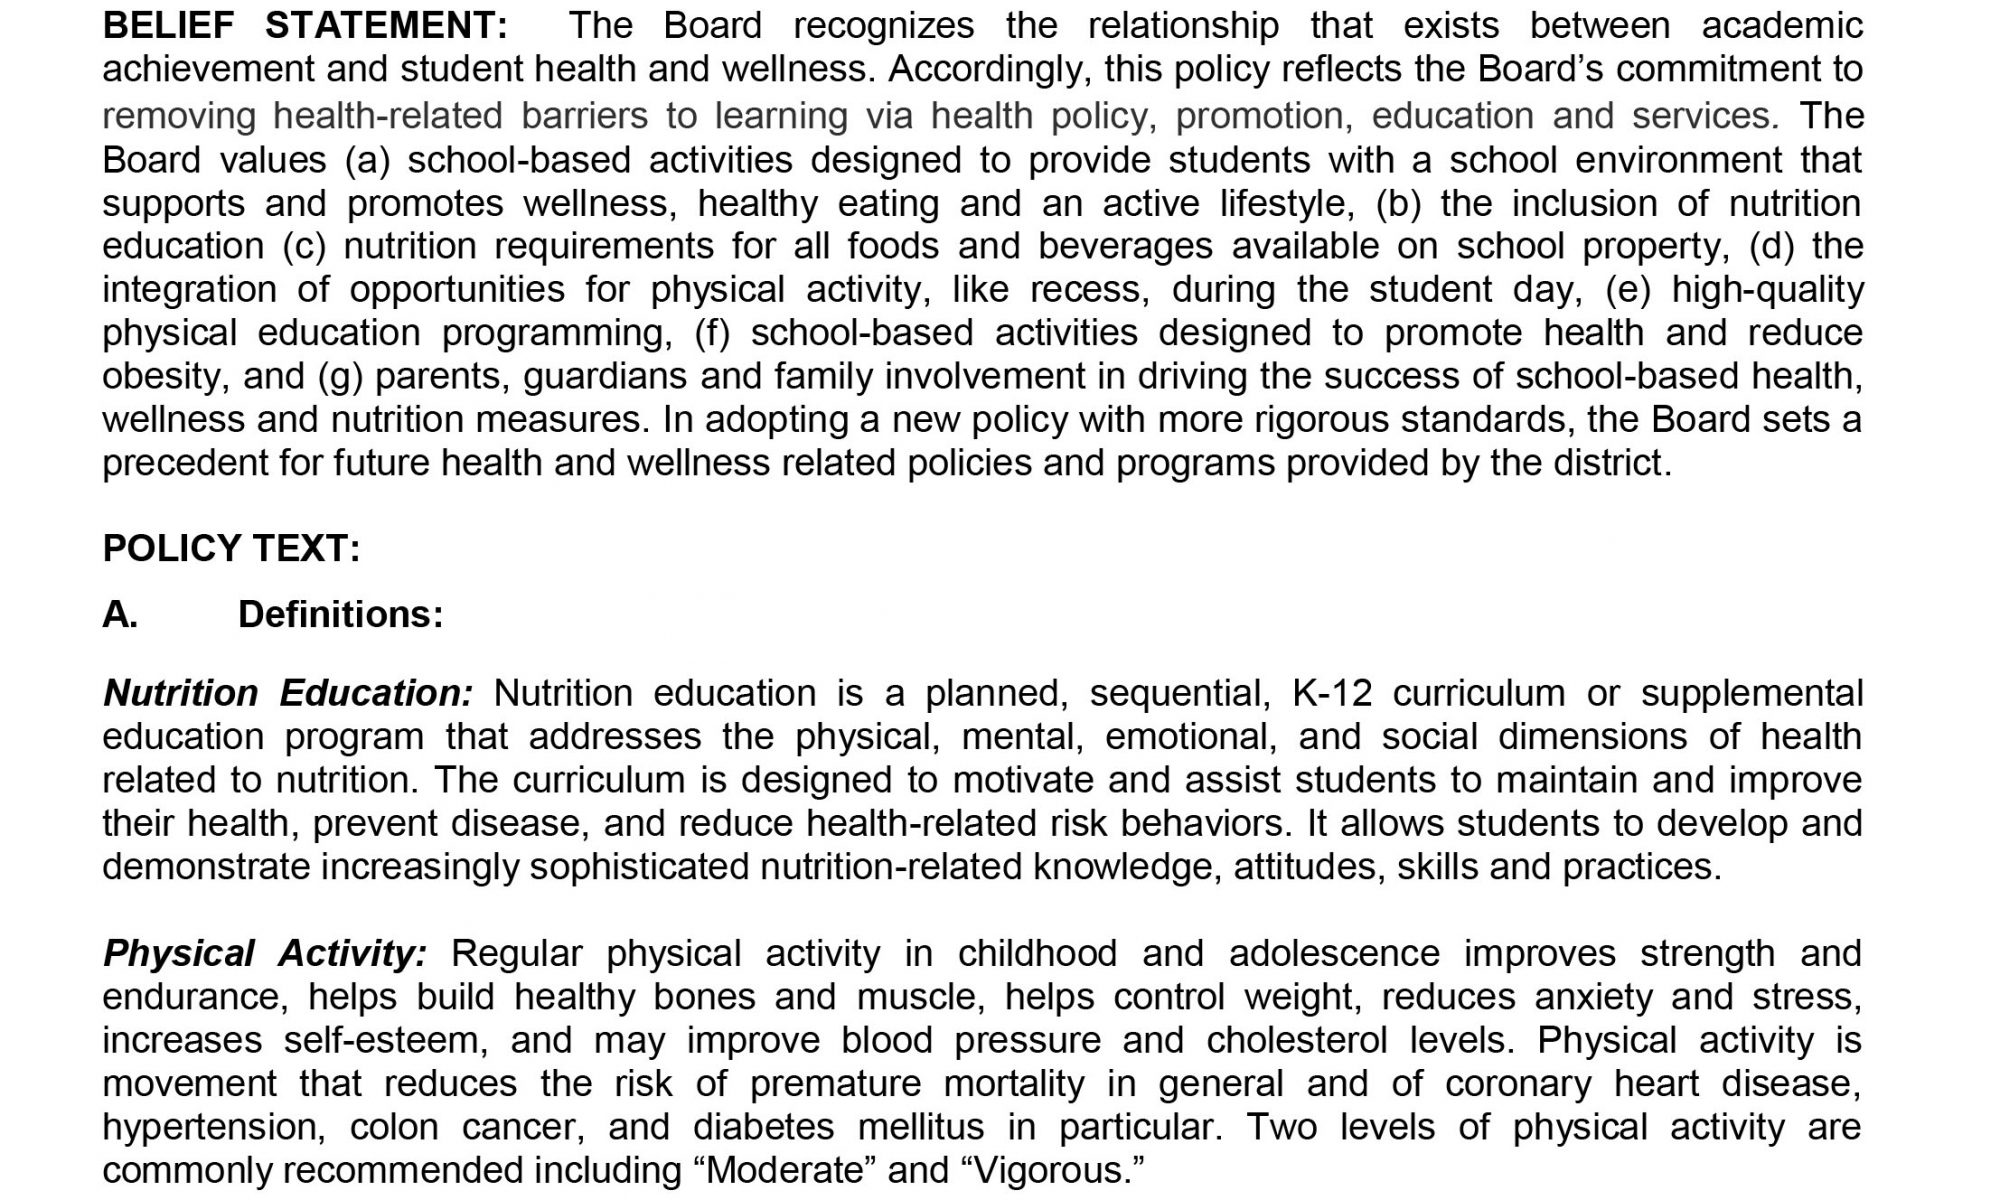 BELIEF STATEMENT: The Board recognizes the relationship that exists between academic
achievement and student health and wellness. Accordingly, this policy reflects the Board’s commitment to
removing health-related barriers to learning via health policy, promotion, education and services. The
Board values (a) school-based activities designed to provide students with a school environment that
supports and promotes wellness, healthy eating and an active lifestyle, (b) the inclusion of nutrition
education (c) nutrition requirements for all foods and beverages available on school property, (d) the
integration of opportunities for physical activity, like recess, during the student day, (e) high-quality
physical education programming, (f) school-based activities designed to promote health and reduce
obesity, and (g) parents, guardians and family involvement in driving the success of school-based health,
wellness and nutrition measures. In adopting a new policy with more rigorous standards, the Board sets a
precedent for future health and wellness related policies and programs provided by the district.
POLICY TEXT:
A. Definitions:
Nutrition Education: Nutrition education is a planned, sequential, K-12 curriculum or supplemental
education program that addresses the physical, mental, emotional, and social dimensions of health
related to nutrition. The curriculum is designed to motivate and assist students to maintain and improve
their health, prevent disease, and reduce health-related risk behaviors. It allows students to develop and
demonstrate increasingly sophisticated nutrition-related knowledge, attitudes, skills and practices.
Physical Activity: Regular physical activity in childhood and adolescence improves strength and
endurance, helps build healthy bones and muscle, helps control weight, reduces anxiety and stress,
increases self-esteem, and may improve blood pressure and cholesterol levels. Physical activity is
movement that reduces the risk of premature mortality in general and of coronary heart disease,
hypertension, colon cancer, and diabetes mellitus in particular. Two levels of physical activity are
commonly recommended including “Moderate” and “Vigorous.”